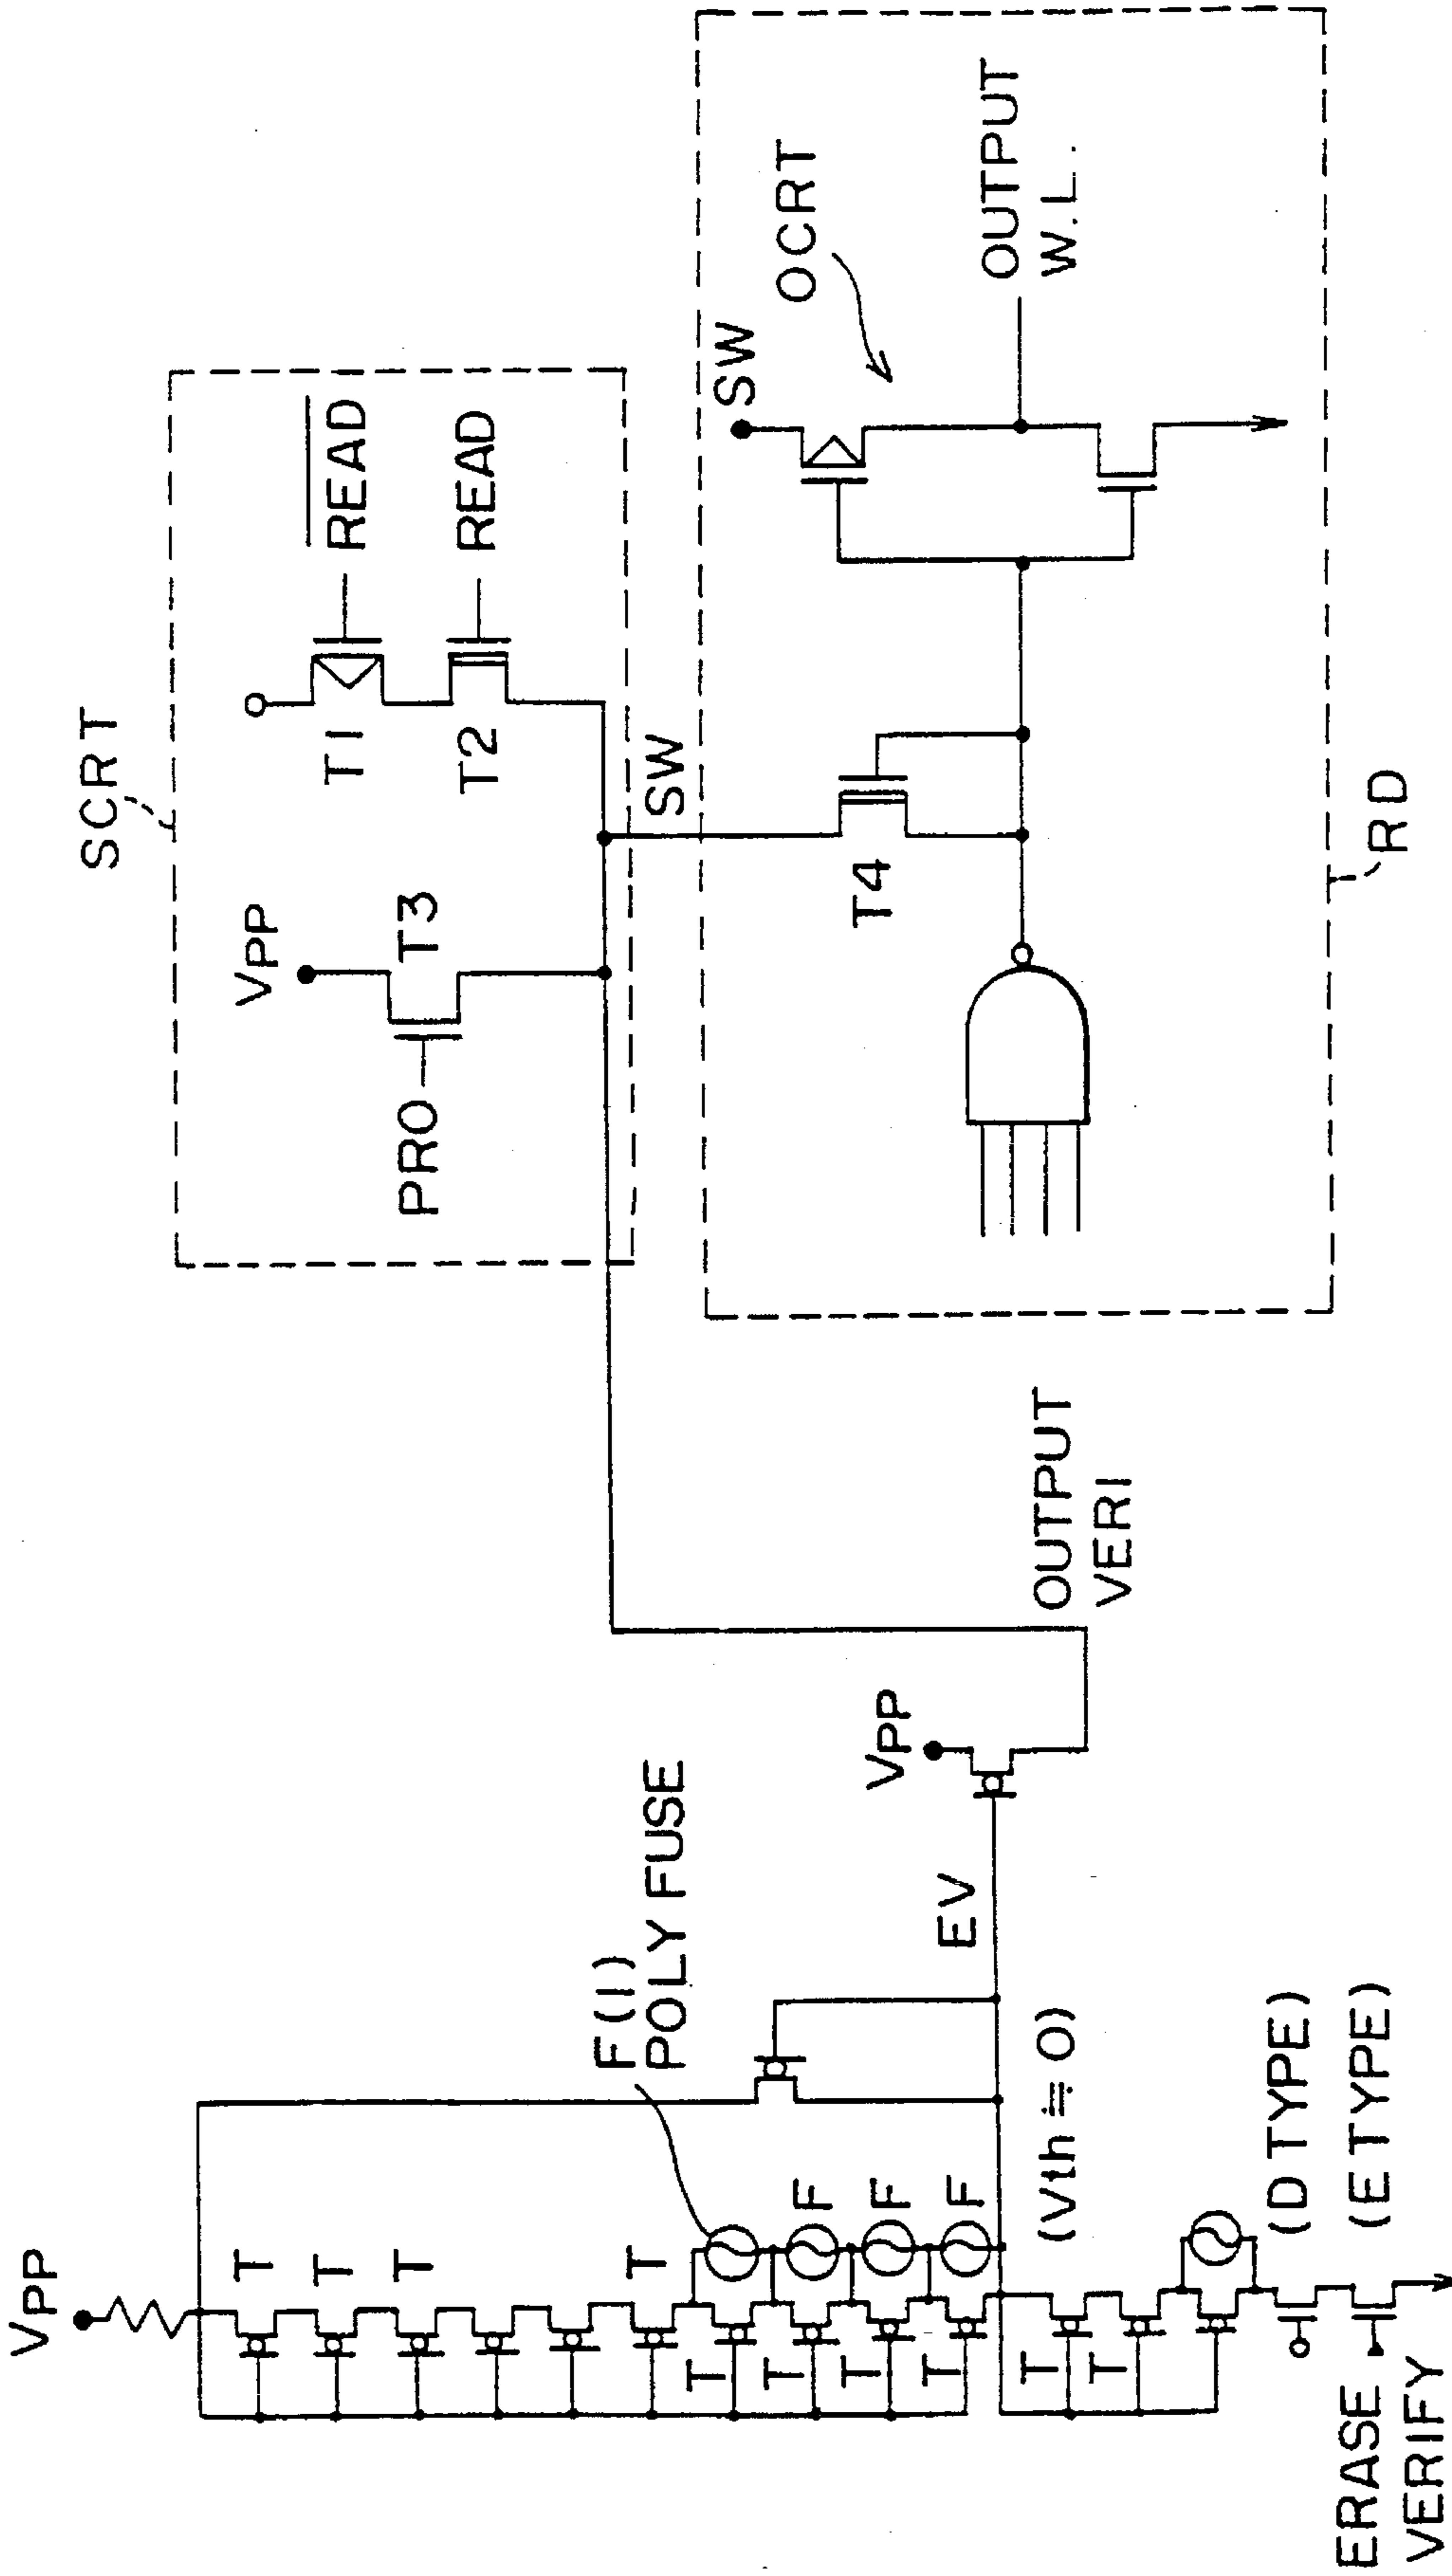 SCRT
VPP
T3
PRO
READ
T1
READ
T2
SW
SW
OCRT
OUTPUT
W.L.
T4
RD
VPP
T
T
T
T
F(1)
POLY FUSE
F
F
F
T
T
T
T
T
T
EV
VPP
OUTPUT
VERI
(Vth ≒ 0)
(D TYPE)
(E TYPE)
ERASE
VERIFY